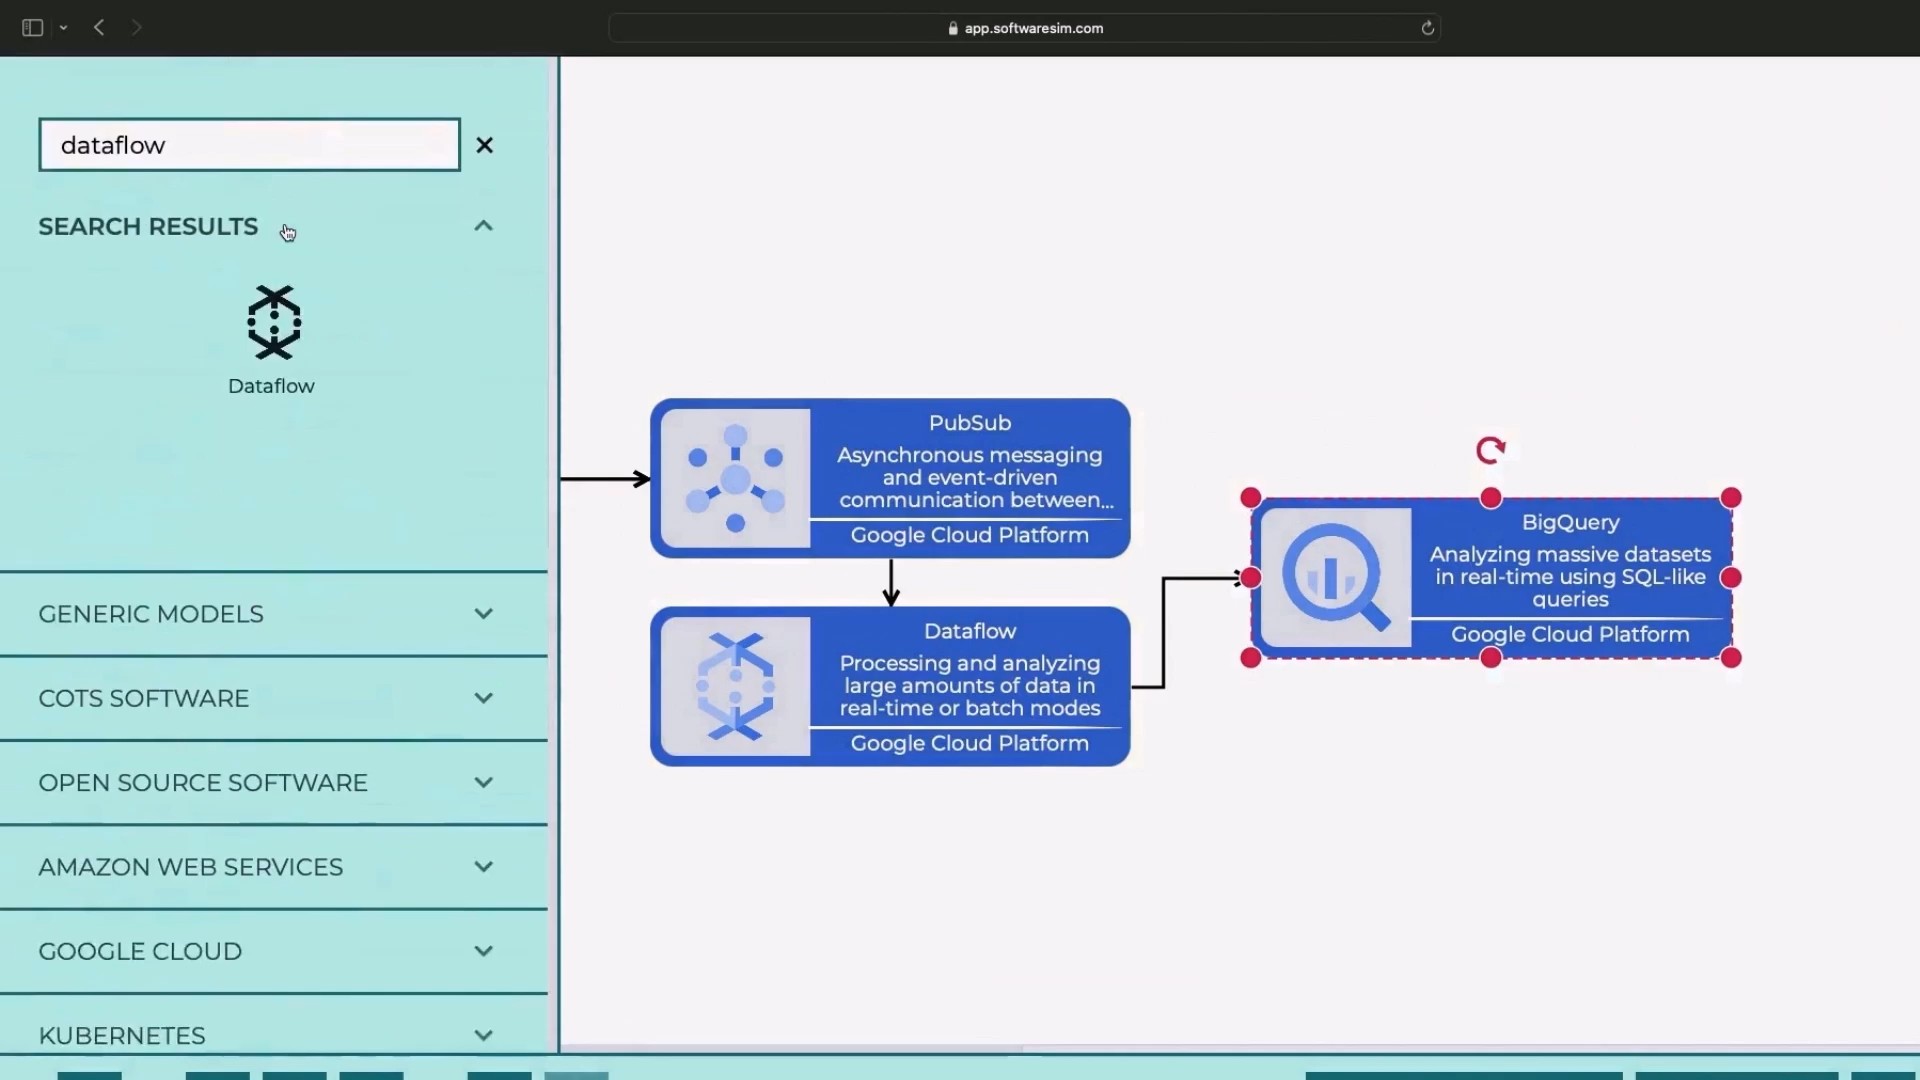 app.softwaresim.com
dataflow
SEARCH RESULTS
Dataflow
GENERIC MODELS
COTS SOFTWARE
OPEN SOURCE SOFTWARE
AMAZON WEB SERVICES
GOOGLE CLOUD
KUBERNETES
PubSub
Asynchronous messaging
and event-driven
communication between...
Google Cloud Platform
Dataflow
Processing and analyzing
large amounts of data in
real-time or batch modes
Google Cloud Platform
BigQuery
Analyzing massive datasets
in real-time using SQL-like
queries
Google Cloud Platform